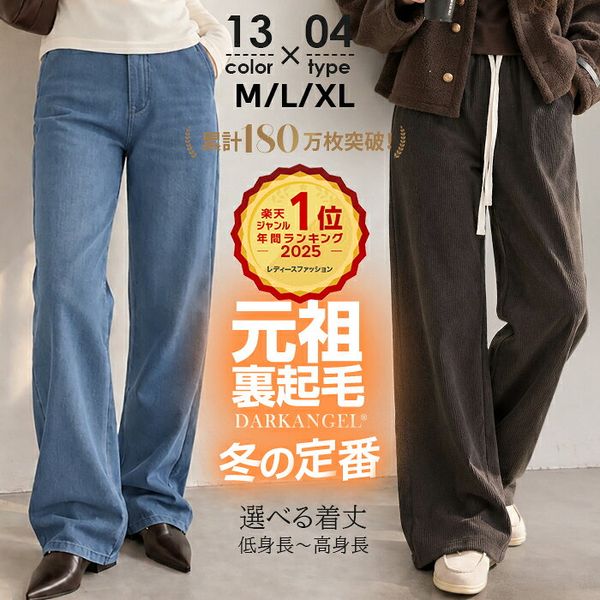 13 × 04
color type
M/L/XL
累計180万枚突破!
楽天
ジャンル
1位
年間ランキング
2025
レディースファッション
元祖
裏起毛
DARKANGEL®
冬の定番
選べる着丈
低身長～高身長